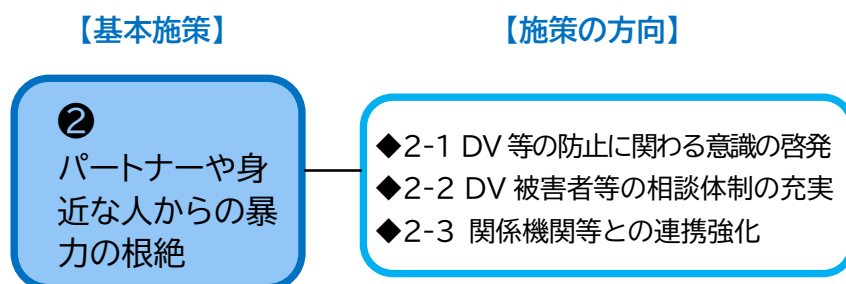 【基本施策】
【施策の方向】
❷
パートナーや身
近な人からの暴
力の根絶
◆2-1 DV 等の防止に関わる意識の啓発
◆2-2 DV 被害者等の相談体制の充実
◆2-3 関係機関等との連携強化